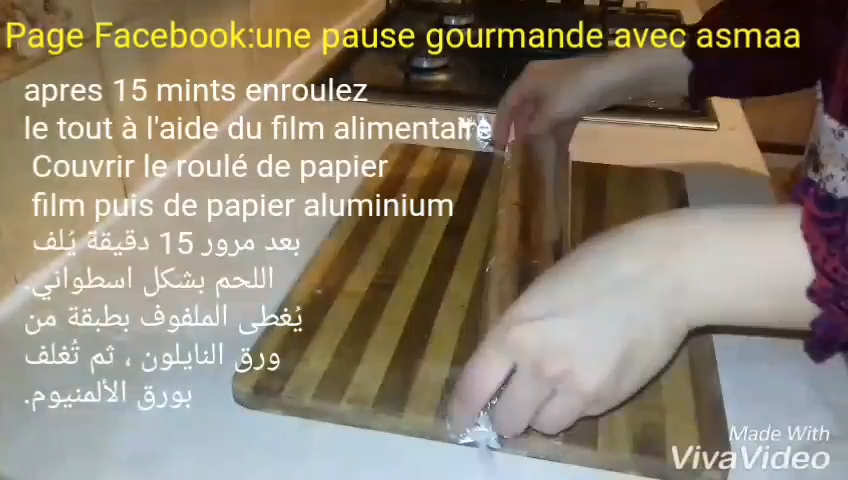 Page Facebook:une pause gourmande avec asmaa
apres 15 mints enroulez
le tout à l'aide du film alimentaire
Couvrir le roulé de papier
film puis de papier aluminium
بعد مرور 15 دقيقة يُلف
اللحم بشكل اسطواني.
يُغطى الملفوف بطبقة من
ورق النايلون ، ثم تُغلف
بورق الألمنيوم.
Made With
VivaVideo